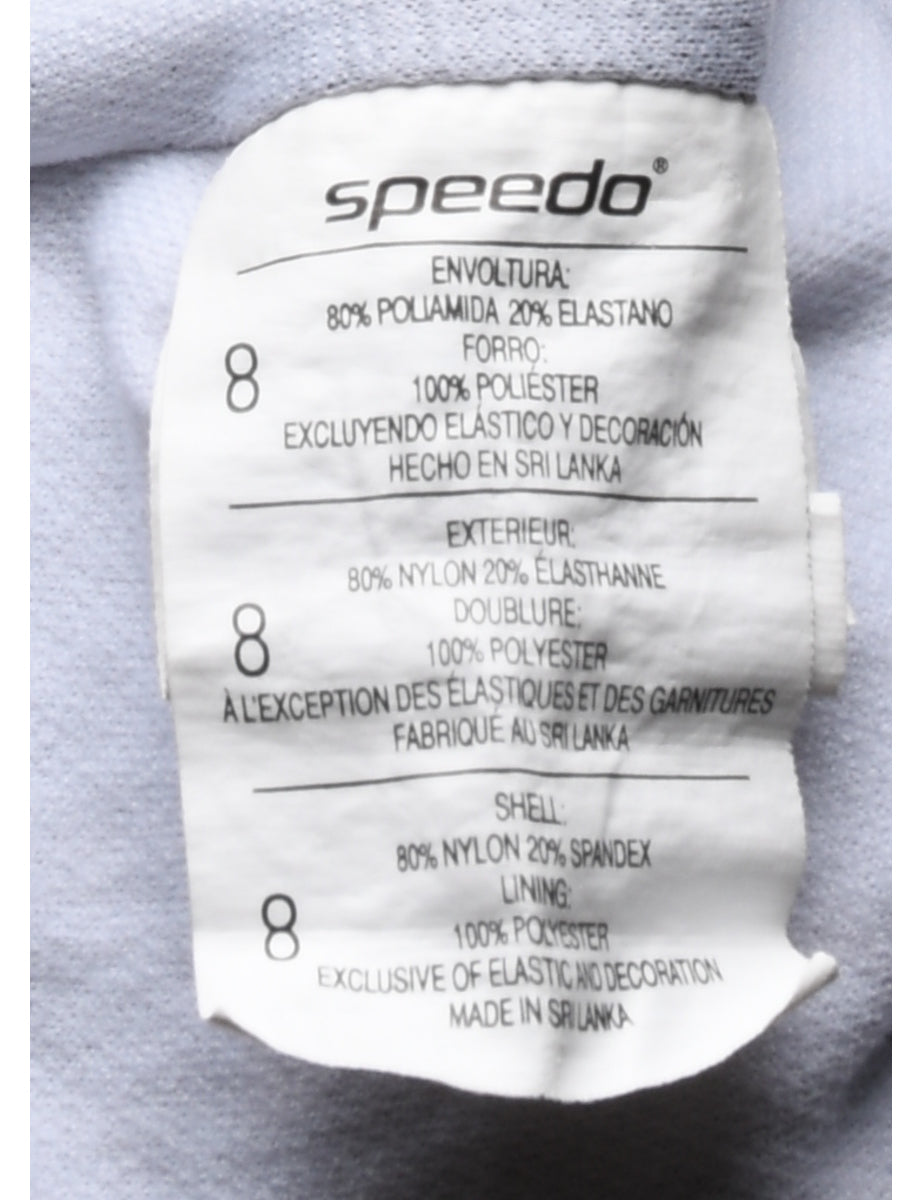 speedo®
ENVOLTURA:
80% POLIAMIDA 20% ELASTANO
FORRO:
8
100% POLIÉSTER
EXCLUYENDO ELÁSTICO Y DECORACIÓN
HECHO EN SRI LANKA
EXTERIEUR:
80% NYLON 20% ÉLASTHANNE
DOUBLURE:
8
100% POLYESTER
À L'EXCEPTION DES ÉLASTIQUES ET DES GARNITURES
FABRIQUÉ AU SRI LANKA
SHELL:
80% NYLON 20% SPANDEX
LINING:
8
100% POLYESTER
EXCLUSIVE OF ELASTIC AND DECORATION
MADE IN SRI LANKA